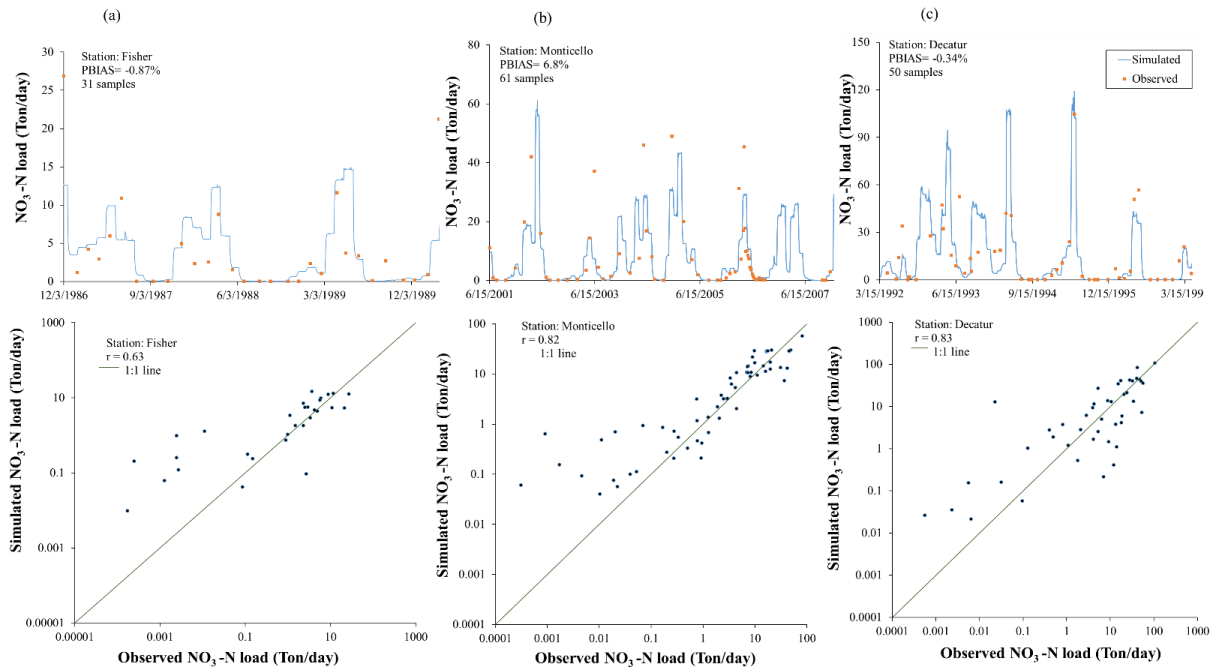 (a)
Station: Fisher
PBIAS= -0.87%
31 samples
NO3-N load (Ton/day)
30
25
20
15
10
5
0
12/3/1986
9/3/1987
6/3/1988
3/3/1989
12/3/1989
(b)
Station: Monticello
PBIAS= 6.8%
61 samples
NO3-N load (Ton/day)
80
60
40
20
0
6/15/2001
6/15/2003
6/15/2005
6/15/2007
(c)
Station: Decatur
PBIAS= -0.34%
50 samples
Simulated
Observed
NO3-N load (Ton/day)
150
120
90
60
30
0
3/15/1992
6/15/1993
9/15/1994
12/15/1995
3/15/199
Station: Fisher
r = 0.63
1:1 line
Simulated NO3-N load (Ton/day)
1000
10
0.1
0.001
0.00001
0.00001
0.001
0.1
10
1000
Observed NO3-N load (Ton/day)
Station: Monticello
r = 0.82
1:1 line
Simulated NO3-N load (Ton/day)
100
10
1
0.1
0.01
0.001
0.0001
0.0001
0.001
0.01
0.1
1
10
100
Observed NO3-N load (Ton/day)
Station: Decatur
r = 0.83
1:1 line
Simulated NO3-N load (Ton/day)
1000
100
10
1
0.1
0.01
0.001
0.0001
0.0001
0.001
0.01
0.1
1
10
100
1000
Observed NO3-N load (Ton/day)